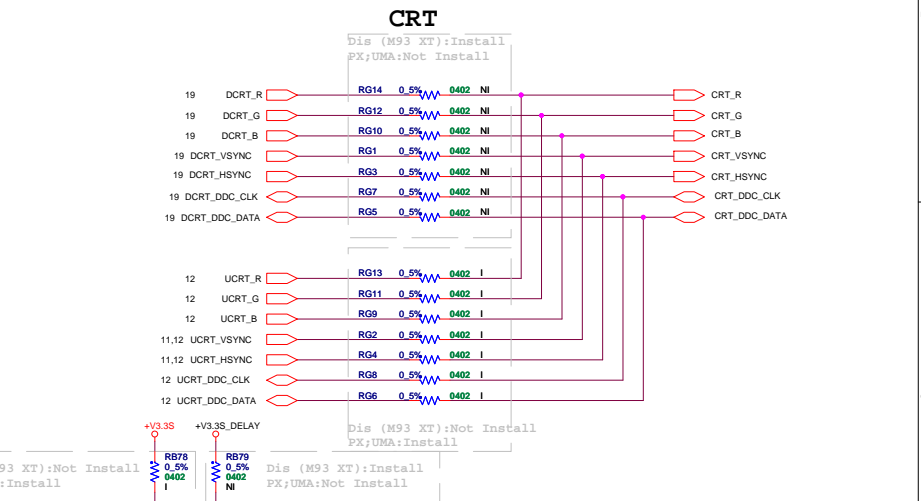 CRT
Dis (M93 XT):Install
PX;UMA:Not Install
19 DCRT_R RG14 0_5% 0402 NI CRT_R
19 DCRT_G RG12 0_5% 0402 NI CRT_G
19 DCRT_B RG10 0_5% 0402 NI CRT_B
19 DCRT_VSYNC RG1 0_5% 0402 NI CRT_VSYNC
19 DCRT_HSYNC RG3 0_5% 0402 NI CRT_HSYNC
19 DCRT_DDC_CLK RG7 0_5% 0402 NI CRT_DDC_CLK
19 DCRT_DDC_DATA RG5 0_5% 0402 NI CRT_DDC_DATA
12 UCRT_R RG13 0_5% 0402 I
12 UCRT_G RG11 0_5% 0402 I
12 UCRT_B RG9 0_5% 0402 I
11,12 UCRT_VSYNC RG2 0_5% 0402 I
11,12 UCRT_HSYNC RG4 0_5% 0402 I
12 UCRT_DDC_CLK RG8 0_5% 0402 I
12 UCRT_DDC_DATA RG6 0_5% 0402 I
Dis (M93 XT):Not Install
PX;UMA:Install
+V3.3S +V3.3S_DELAY
93 XT):Not Install
:Install
RB78
0_5%
0402
I
RB79
0_5%
0402
NI
Dis (M93 XT):Install
PX;UMA:Not Install